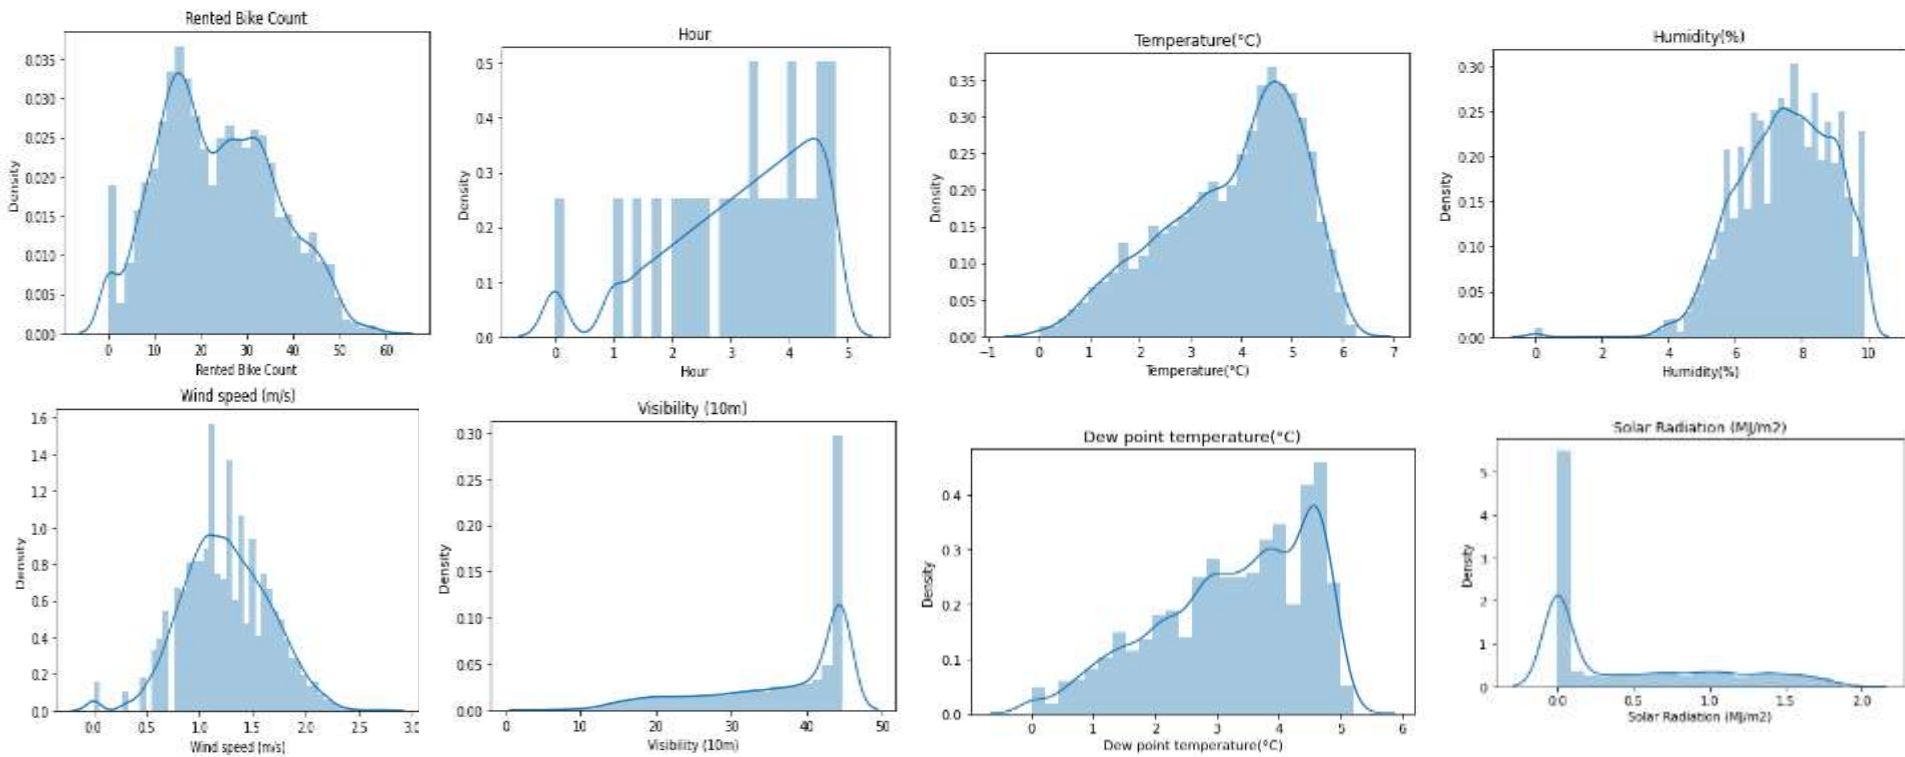 Rented Bike Count
0.035
0.030
0.025
0.020
0.015
0.010
0.005
0.000
Density
0 10 20 30 40 50 60
Rented Bike Count
Hour
0.5
0.4
0.3
0.2
0.1
0.0
Density
0 1 2 3 4 5
Hour
Temperature(°C)
0.35
0.30
0.25
0.20
0.15
0.10
0.05
0.00
Density
−1 0 1 2 3 4 5 6 7
Temperature(°C)
Humidity(%)
0.30
0.25
0.20
0.15
0.10
0.05
0.00
Density
0 2 4 6 8 10
Humidity(%)
Wind speed (m/s)
1.6
1.4
1.2
1.0
0.8
0.6
0.4
0.2
0.0
Density
0.0 0.5 1.0 1.5 2.0 2.5 3.0
Wind speed (m/s)
Visibility (10m)
0.30
0.25
0.20
0.15
0.10
0.05
0.00
Density
0 10 20 30 40 50
Visibility (10m)
Dew point temperature(°C)
0.4
0.3
0.2
0.1
0.0
Density
0 1 2 3 4 5 6
Dew point temperature(°C)
Solar Radiation (MJ/m2)
5
4
3
2
1
0
Density
0.0 0.5 1.0 1.5 2.0
Solar Radiation (MJ/m2)